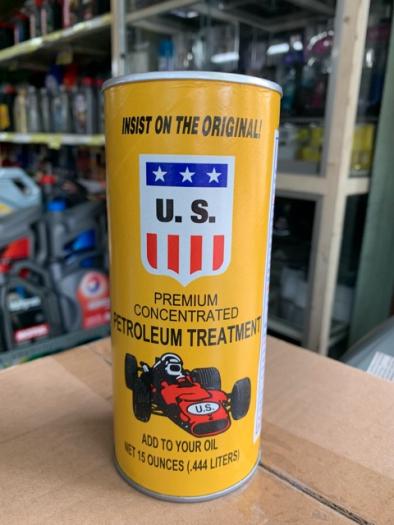 INSIST ON THE ORIGINAL!
U. S.
PREMIUM
CONCENTRATED
PETROLEUM TREATMENT
U.S.
ADD TO YOUR OIL
NET 15 OUNCES (.444 LITERS)